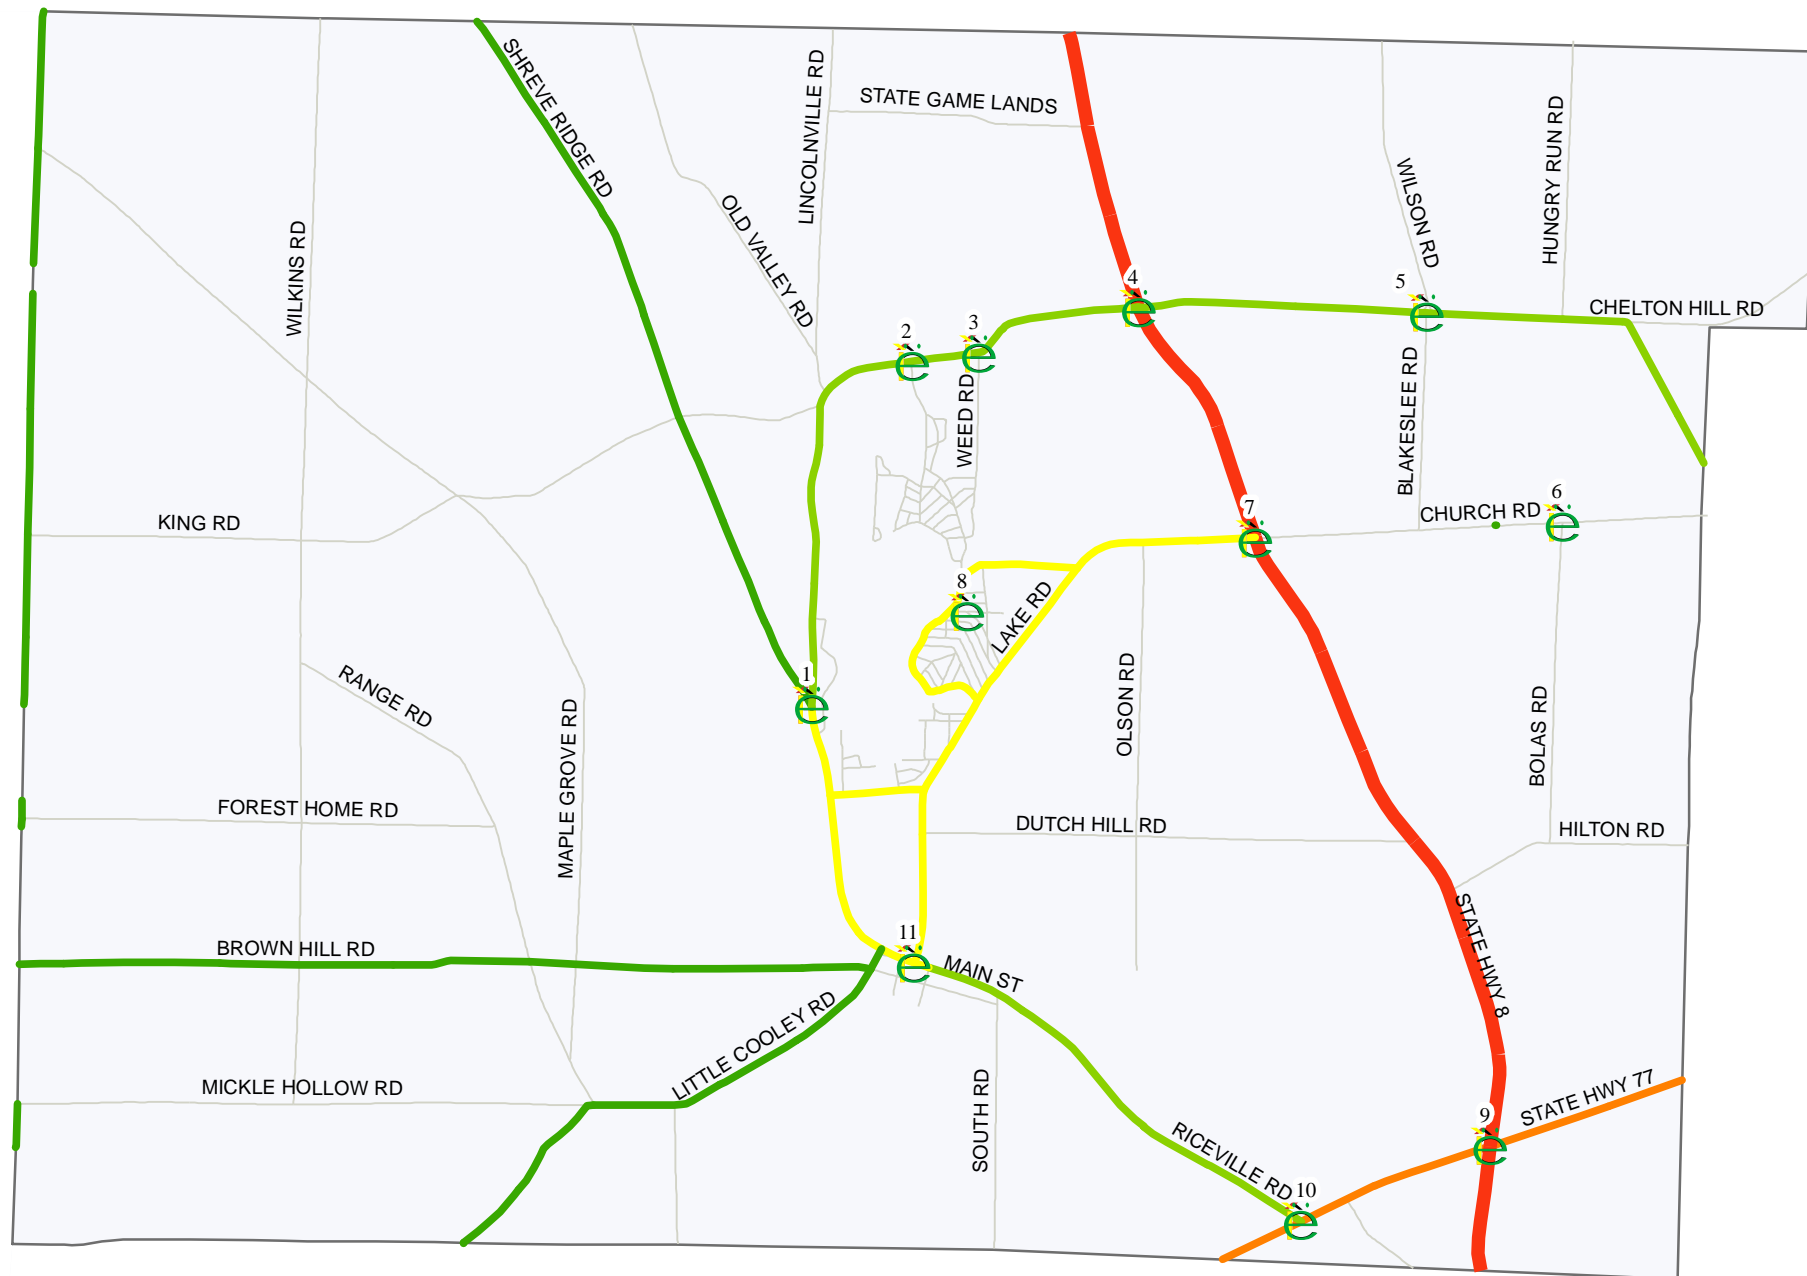 SHREVE RIDGE RD
LINCOLNVILLE RD
STATE GAME LANDS
HUNGRY RUN RD
WILSON RD
OLD VALLEY RD
WILKINS RD
4
5
CHELTON HILL RD
2
3
WEED RD
BLAKESLEE RD
6
7
CHURCH RD
KING RD
8
LAKE RD
1
RANGE RD
OLSON RD
BOLAS RD
MAPLE GROVE RD
FOREST HOME RD
DUTCH HILL RD
HILTON RD
STATE HWY 8
11
BROWN HILL RD
MAIN ST
LITTLE COOLEY RD
MICKLE HOLLOW RD
SOUTH RD
9
STATE HWY 77
RICEVILLE RD
10